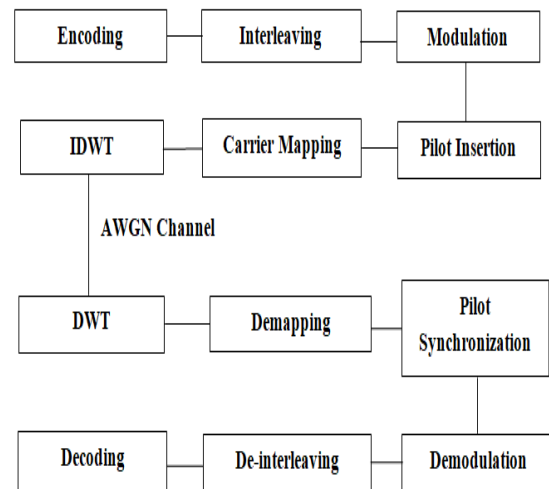 Encoding
Interleaving
Modulation
IDWT
Carrier Mapping
Pilot Insertion
AWGN Channel
DWT
Demapping
Pilot
Synchronization
Decoding
De-interleaving
Demodulation